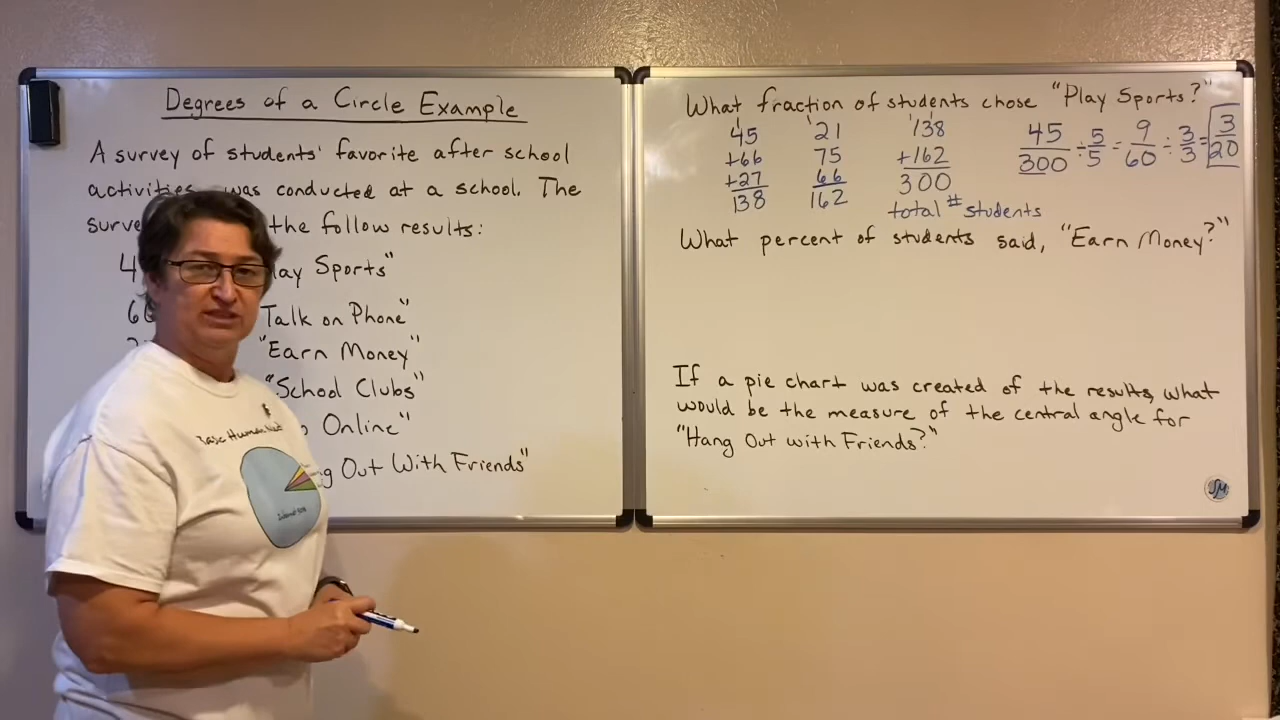 Degrees of a Circle Example
A survey of students' favorite after school
activities was conducted at a school. The
surve the follow results:
4 lay Sports"
Talk on Phone"
"Earn Money"
"School Clubs"
Online"
g Out With Friends"
What fraction of students chose "Play Sports?"
45 +66 +27 138
21 75 66 162
138 +162 300
total # students
45/300 ÷ 5/5 = 9/60 ÷ 3/3 = 3/20
What percent of students said, "Earn Money?"
If a pie chart was created of the results, what
would be the measure of the central angle for
"Hang Out with Friends?"
SM